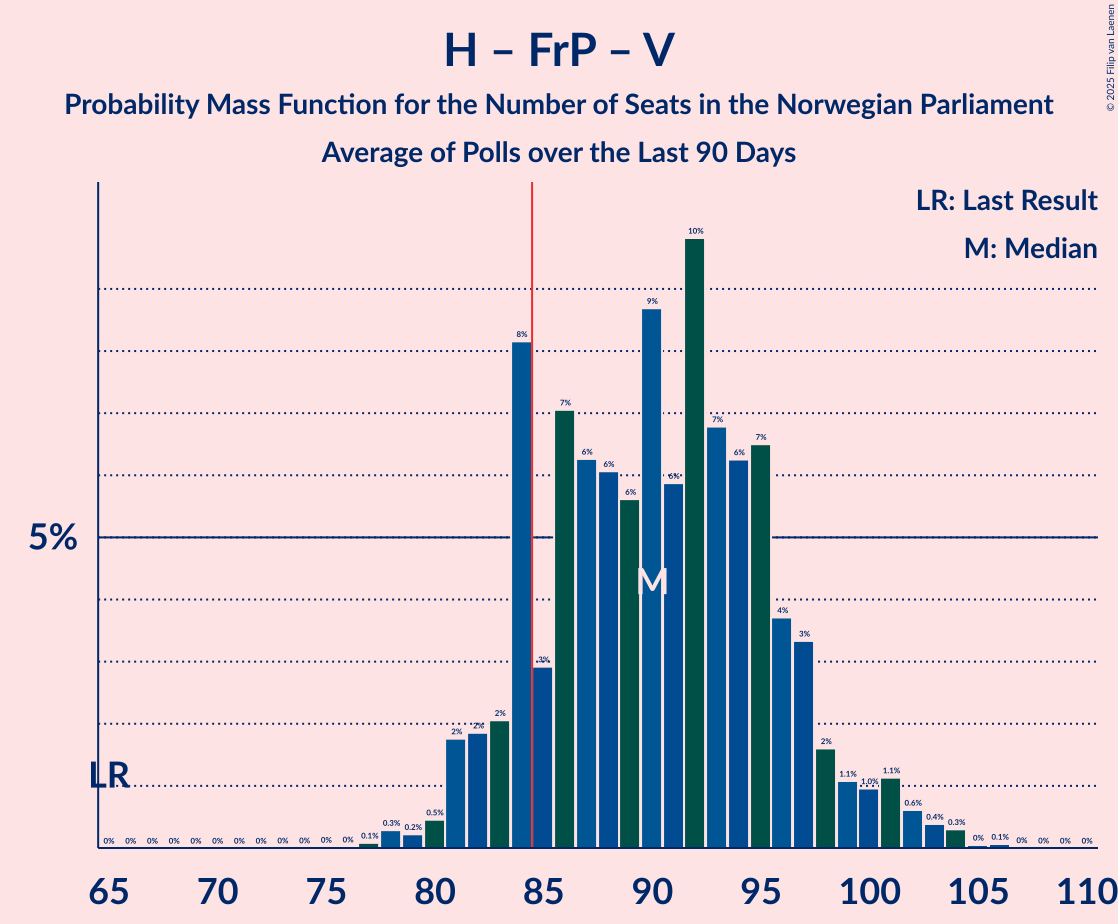 H – FrP – V
Probability Mass Function for the Number of Seats in the Norwegian Parliament
Average of Polls over the Last 90 Days
© 2025 Filip van Laenen
LR: Last Result
M: Median
5%
LR
M
0% 0% 0% 0% 0% 0% 0% 0% 0% 0% 0% 0% 0.1% 0.3% 0.2% 0.5% 2% 2% 2% 8% 3% 7% 6% 6% 6% 9% 6% 10% 7% 6% 7% 4% 3% 2% 1.1% 1.0% 1.1% 0.6% 0.4% 0.3% 0% 0.1% 0% 0% 0% 0%
65 70 75 80 85 90 95 100 105 110